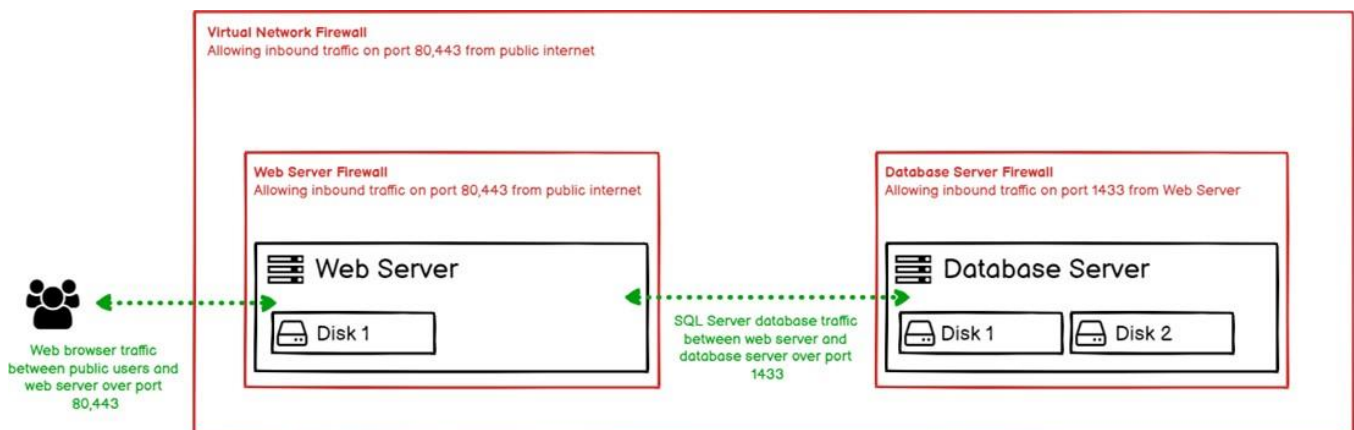 Virtual Network Firewall
Allowing inbound traffic on port 80,443 from public internet
Web Server Firewall
Allowing inbound traffic on port 80,443 from public internet
Web Server
Disk 1
Database Server Firewall
Allowing inbound traffic on port 1433 from Web Server
Database Server
Disk 1
Disk 2
Web browser traffic
between public users and
web server over port
80,443
SQL Server database traffic
between web server and
database server over port
1433